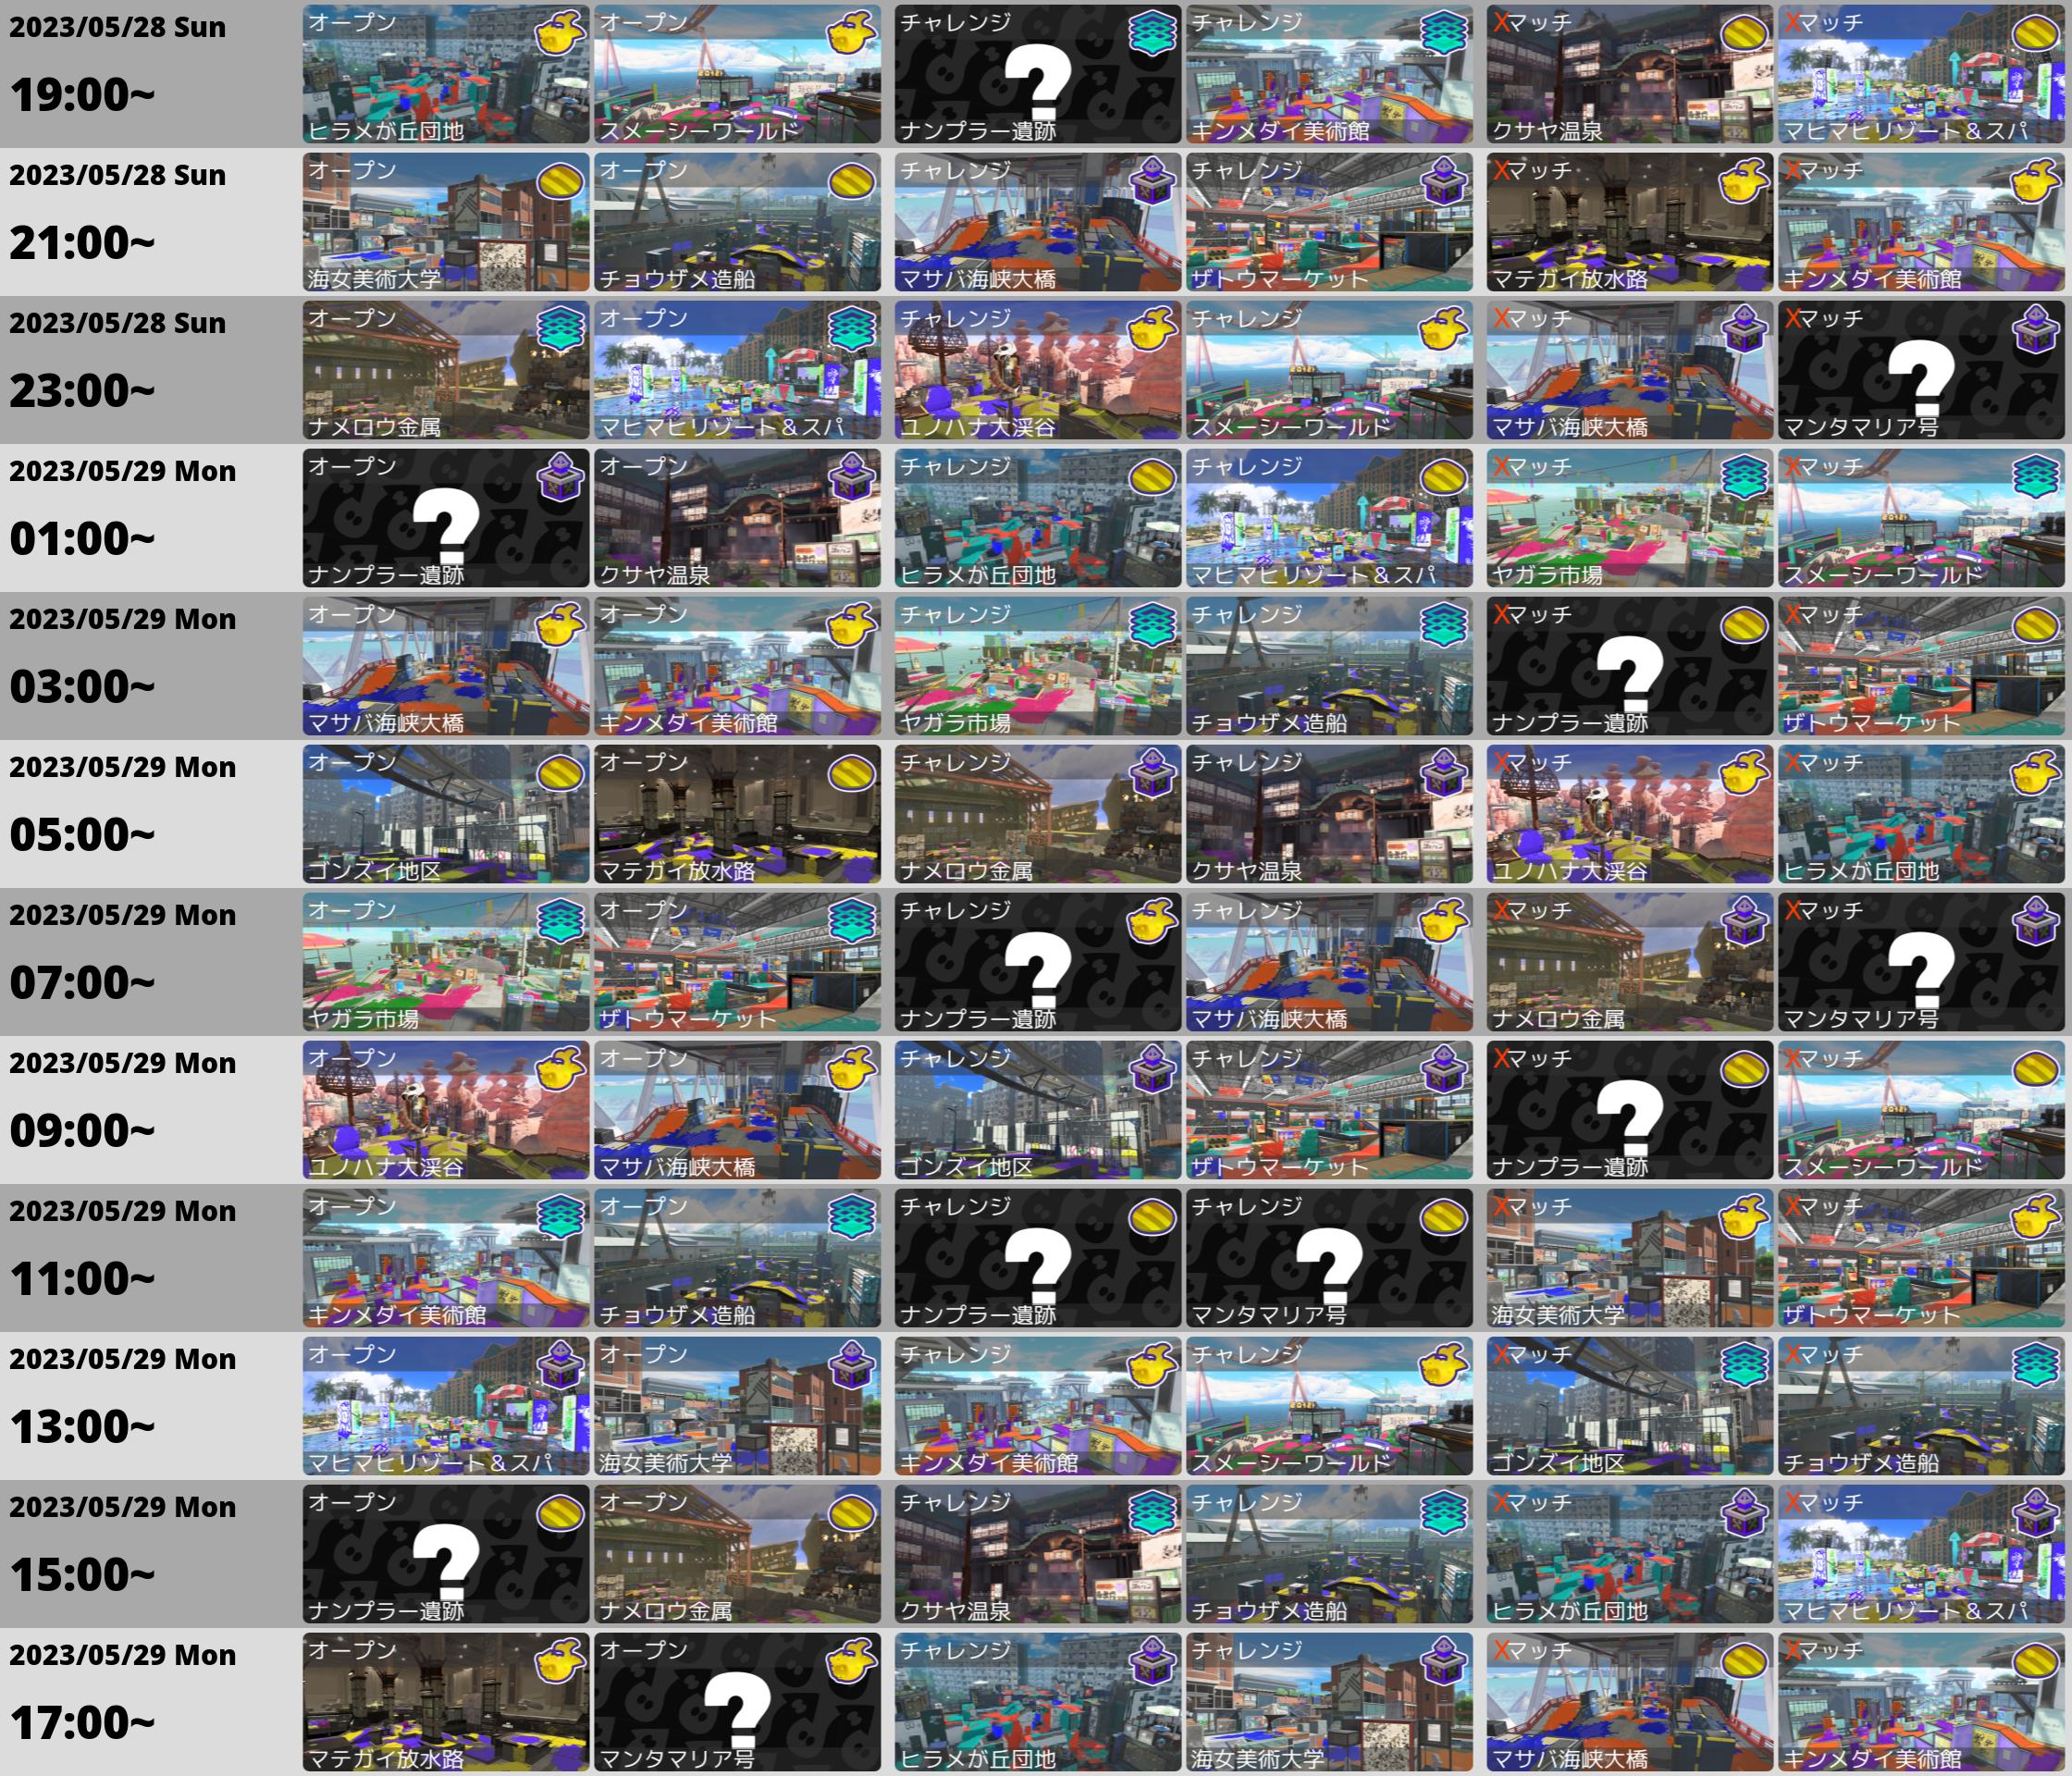 2023/05/28 Sun
19:00~
オープン オープン チャレンジ チャレンジ Xマッチ Xマッチ
ヒラメが丘団地 スメーシーワールド ナンプラー遺跡 キンメダイ美術館 クサヤ温泉 マヒマヒリゾート＆スパ
2023/05/28 Sun
21:00~
オープン オープン チャレンジ チャレンジ Xマッチ Xマッチ
海女美術大学 チョウザメ造船 マサバ海峡大橋 ザトウマーケット マテガイ放水路 キンメダイ美術館
2023/05/28 Sun
23:00~
オープン オープン チャレンジ チャレンジ Xマッチ Xマッチ
ナメロウ金属 マヒマヒリゾート＆スパ ユノハナ大渓谷 スメーシーワールド マサバ海峡大橋 マンタマリア号
2023/05/29 Mon
01:00~
オープン オープン チャレンジ チャレンジ Xマッチ Xマッチ
ナンプラー遺跡 クサヤ温泉 ヒラメが丘団地 マヒマヒリゾート＆スパ ヤガラ市場 スメーシーワールド
2023/05/29 Mon
03:00~
オープン オープン チャレンジ チャレンジ Xマッチ Xマッチ
マサバ海峡大橋 キンメダイ美術館 ヤガラ市場 チョウザメ造船 ナンプラー遺跡 ザトウマーケット
2023/05/29 Mon
05:00~
オープン オープン チャレンジ チャレンジ Xマッチ Xマッチ
ゴンズイ地区 マテガイ放水路 ナメロウ金属 クサヤ温泉 ユノハナ大渓谷 ヒラメが丘団地
2023/05/29 Mon
07:00~
オープン オープン チャレンジ チャレンジ Xマッチ Xマッチ
ヤガラ市場 ザトウマーケット ナンプラー遺跡 マサバ海峡大橋 ナメロウ金属 マンタマリア号
2023/05/29 Mon
09:00~
オープン オープン チャレンジ チャレンジ Xマッチ Xマッチ
ユノハナ大渓谷 マサバ海峡大橋 ゴンズイ地区 ザトウマーケット ナンプラー遺跡 スメーシーワールド
2023/05/29 Mon
11:00~
オープン オープン チャレンジ チャレンジ Xマッチ Xマッチ
キンメダイ美術館 チョウザメ造船 ナンプラー遺跡 マンタマリア号 海女美術大学 ザトウマーケット
2023/05/29 Mon
13:00~
オープン オープン チャレンジ チャレンジ Xマッチ Xマッチ
マヒマヒリゾート＆スパ 海女美術大学 キンメダイ美術館 スメーシーワールド ゴンズイ地区 チョウザメ造船
2023/05/29 Mon
15:00~
オープン オープン チャレンジ チャレンジ Xマッチ Xマッチ
ナンプラー遺跡 ナメロウ金属 クサヤ温泉 チョウザメ造船 ヒラメが丘団地 マヒマヒリゾート＆スパ
2023/05/29 Mon
17:00~
オープン オープン チャレンジ チャレンジ Xマッチ Xマッチ
マテガイ放水路 マンタマリア号 ヒラメが丘団地 海女美術大学 マサバ海峡大橋 キンメダイ美術館